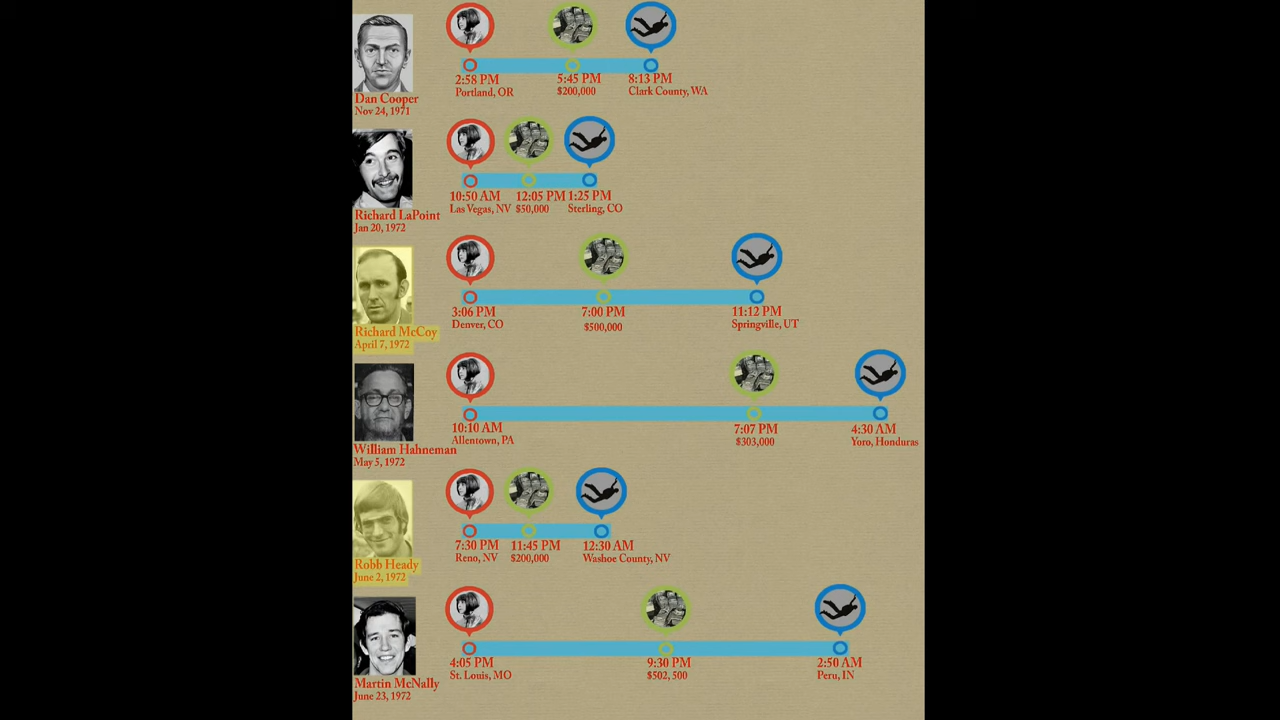 2:58 PM 5:45 PM 8:13 PM
Portland, OR $200,000 Clark County, WA
Dan Cooper
Nov 24, 1971
10:50 AM 12:05 PM 1:25 PM
Las Vegas, NV $50,000 Sterling, CO
Richard LaPoint
Jan 20, 1972
3:06 PM 7:00 PM 11:12 PM
Denver, CO $500,000 Springville, UT
Richard McCoy
April 7, 1972
10:10 AM 7:07 PM 4:30 AM
Allentown, PA $303,000 Yoro, Honduras
William Hahneman
May 5, 1972
7:30 PM 11:45 PM 12:30 AM
Reno, NV $200,000 Washoe County, NV
Robb Heady
June 2, 1972
4:05 PM 9:30 PM 2:50 AM
St. Louis, MO $502, 500 Peru, IN
Martin McNally
June 23, 1972